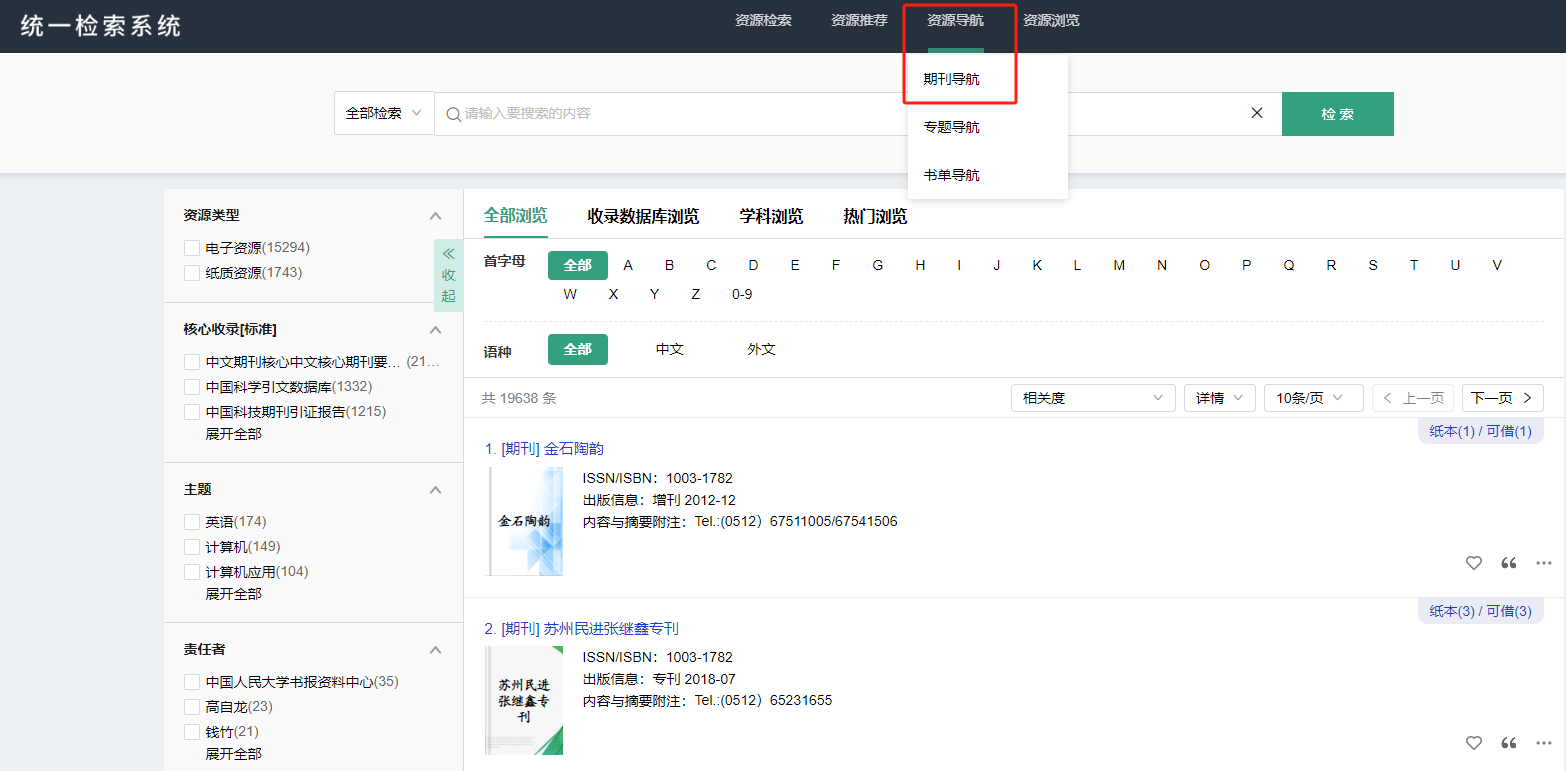 统一检索系统
资源检索 资源推荐 资源导航 资源浏览
期刊导航
专题导航
书单导航
全部检索 请输入要搜索的内容 检索
资源类型
电子资源(15294)
纸质资源(1743)
收起
核心收录[标准]
中文期刊核心中文核心期刊要… (21…
中国科学引文数据库(1332)
中国科技期刊引证报告(1215)
展开全部
主题
英语(174)
计算机(149)
计算机应用(104)
展开全部
责任者
中国人民大学书报资料中心(35)
高自龙(23)
钱竹(21)
展开全部
全部浏览 收录数据库浏览 学科浏览 热门浏览
首字母 全部 A B C D E F G H I J K L M N O P Q R S T U V
W X Y Z 0-9
语种 全部 中文 外文
共 19638 条 相关度 详情 10条/页 上一页 下一页
纸本(1) / 可借(1)
1. [期刊] 金石陶韵
金石陶韵
ISSN/ISBN：1003-1782
出版信息：增刊 2012-12
内容与摘要附注：Tel.:(0512）67511005/67541506
纸本(3) / 可借(3)
2. [期刊] 苏州民进张继鑫专刊
苏州民进
张继鑫专
刊
ISSN/ISBN：1003-1782
出版信息：专刊 2018-07
内容与摘要附注：Tel.:(0512）65231655